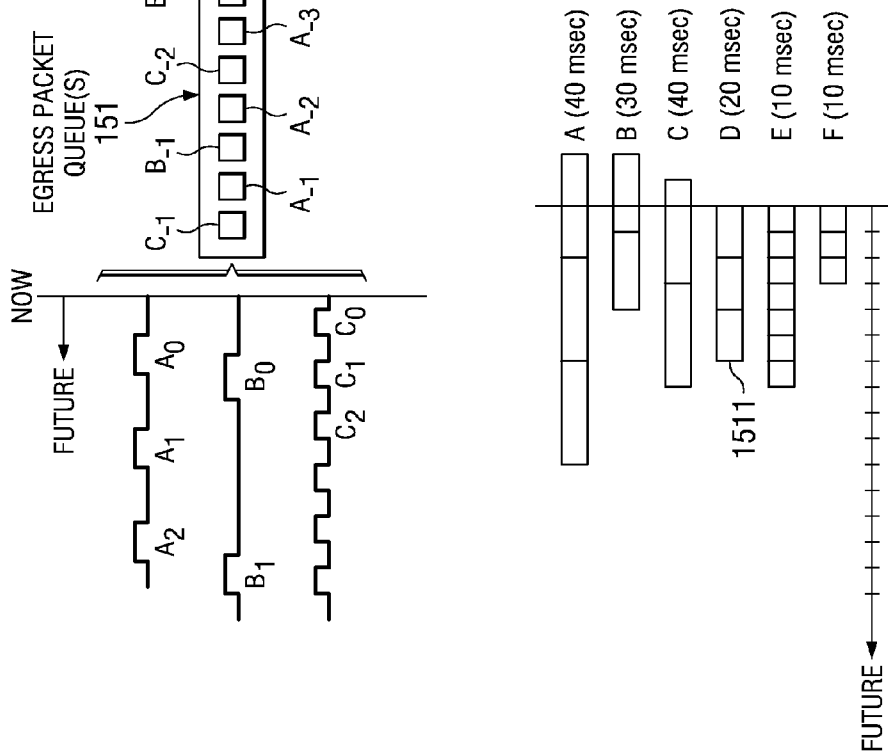 NOW
FUTURE
A2
A1
A0
B1
B0
C2
C1
C0
EGRESS PACKET
QUEUE(S)
151
C-1
B-1
C-2
A-1
A-2
A-3
A (40 msec)
B (30 msec)
C (40 msec)
D (20 msec)
E (10 msec)
F (10 msec)
1511
FUTURE